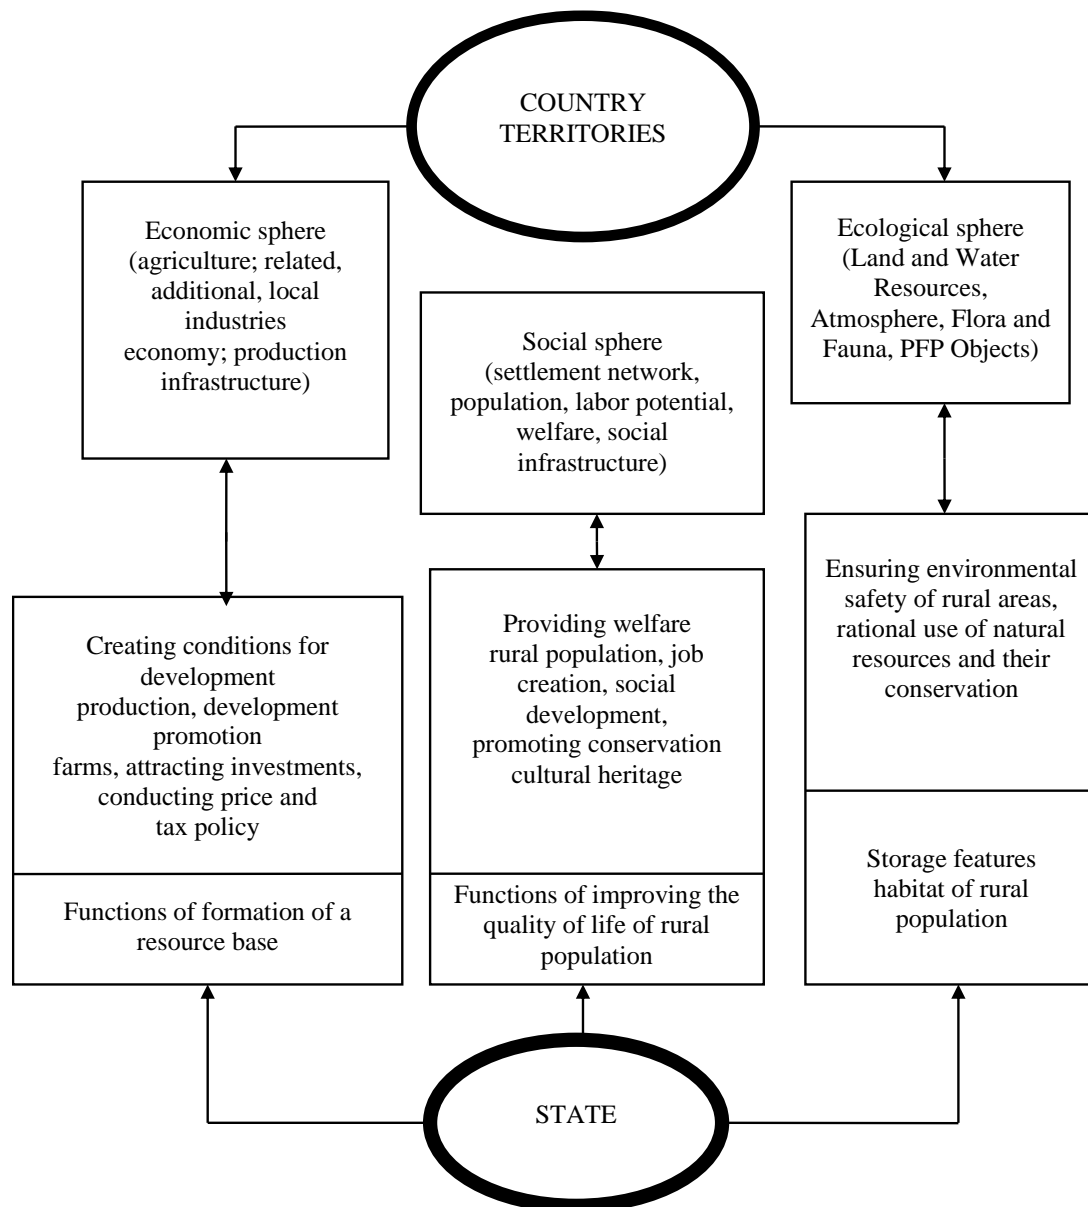 COUNTRY
TERRITORIES
Economic sphere
(agriculture; related,
additional, local
industries
economy; production
infrastructure)
Social sphere
(settlement network,
population, labor potential,
welfare, social
infrastructure)
Ecological sphere
(Land and Water
Resources,
Atmosphere, Flora and
Fauna, PFP Objects)
Creating conditions for
development
production, development
promotion
farms, attracting investments,
conducting price and
tax policy
Functions of formation of a
resource base
Providing welfare
rural population, job
creation, social
development,
promoting conservation
cultural heritage
Functions of improving the
quality of life of rural
population
Ensuring environmental
safety of rural areas,
rational use of natural
resources and their
conservation
Storage features
habitat of rural
population
STATE